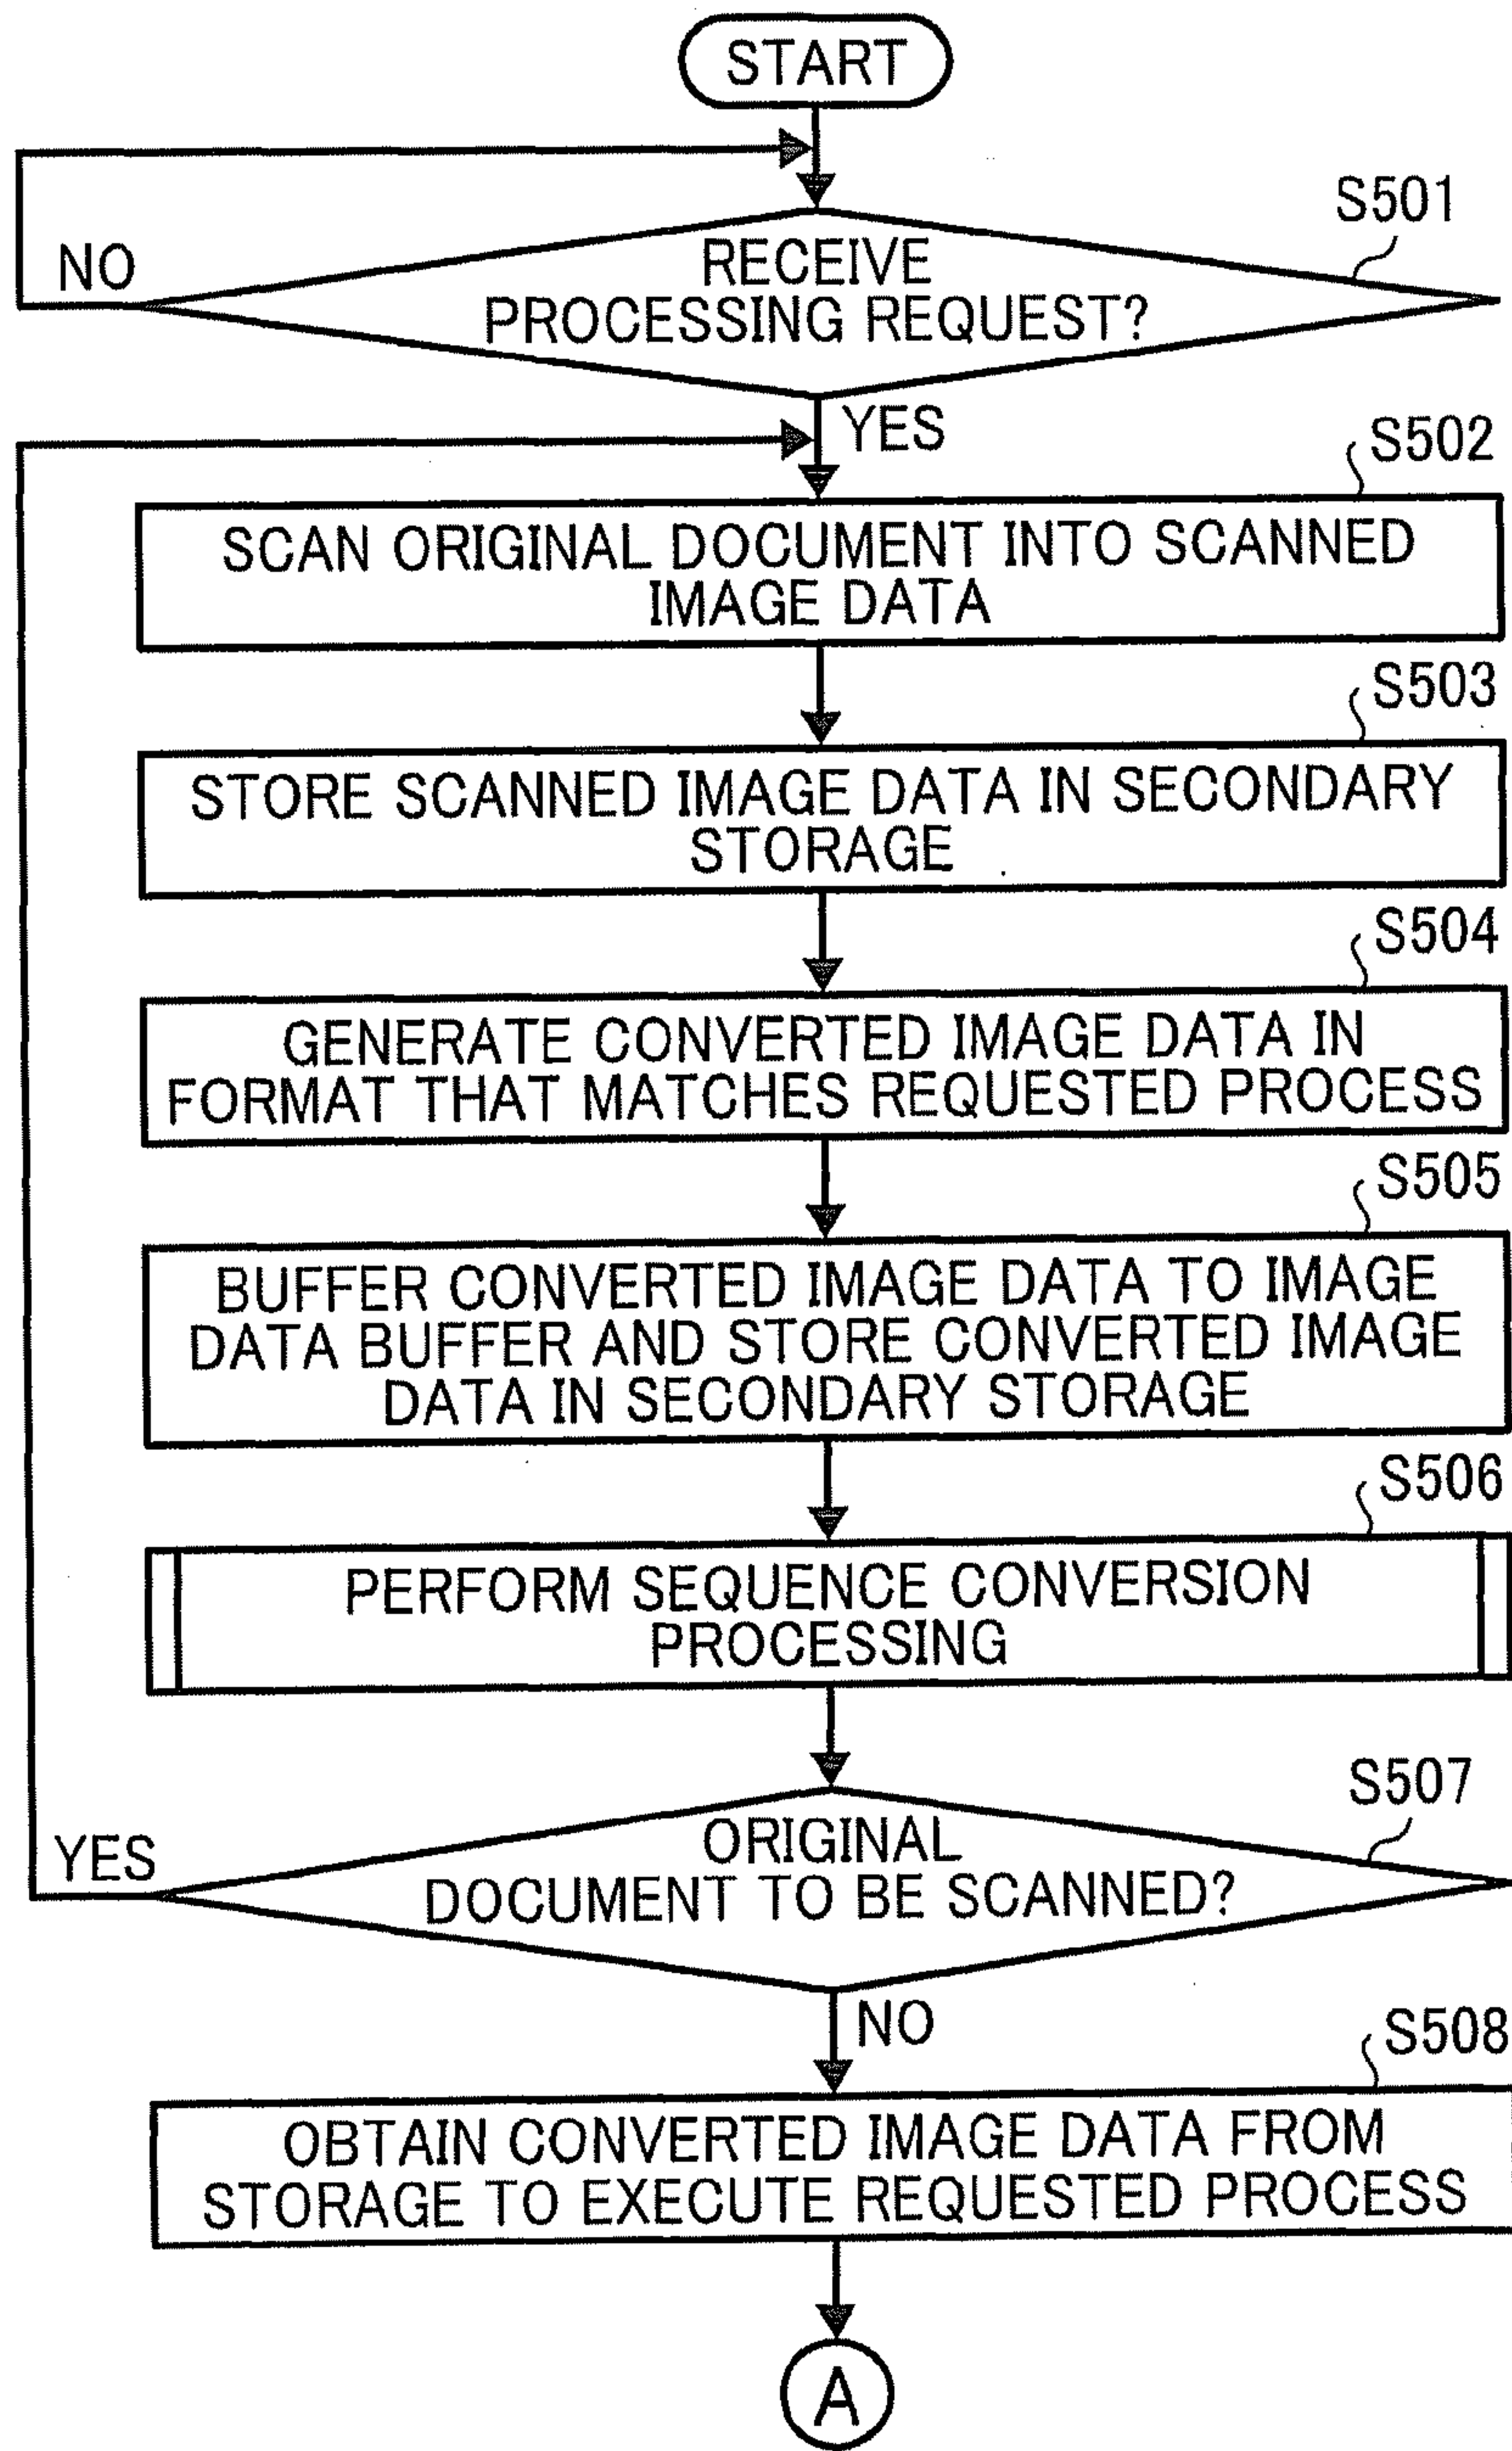 START
S501
NO
RECEIVE
PROCESSING REQUEST?
YES
S502
SCAN ORIGINAL DOCUMENT INTO SCANNED
IMAGE DATA
S503
STORE SCANNED IMAGE DATA IN SECONDARY
STORAGE
S504
GENERATE CONVERTED IMAGE DATA IN
FORMAT THAT MATCHES REQUESTED PROCESS
S505
BUFFER CONVERTED IMAGE DATA TO IMAGE
DATA BUFFER AND STORE CONVERTED IMAGE
DATA IN SECONDARY STORAGE
S506
PERFORM SEQUENCE CONVERSION
PROCESSING
S507
YES
ORIGINAL
DOCUMENT TO BE SCANNED?
NO
S508
OBTAIN CONVERTED IMAGE DATA FROM
STORAGE TO EXECUTE REQUESTED PROCESS
A